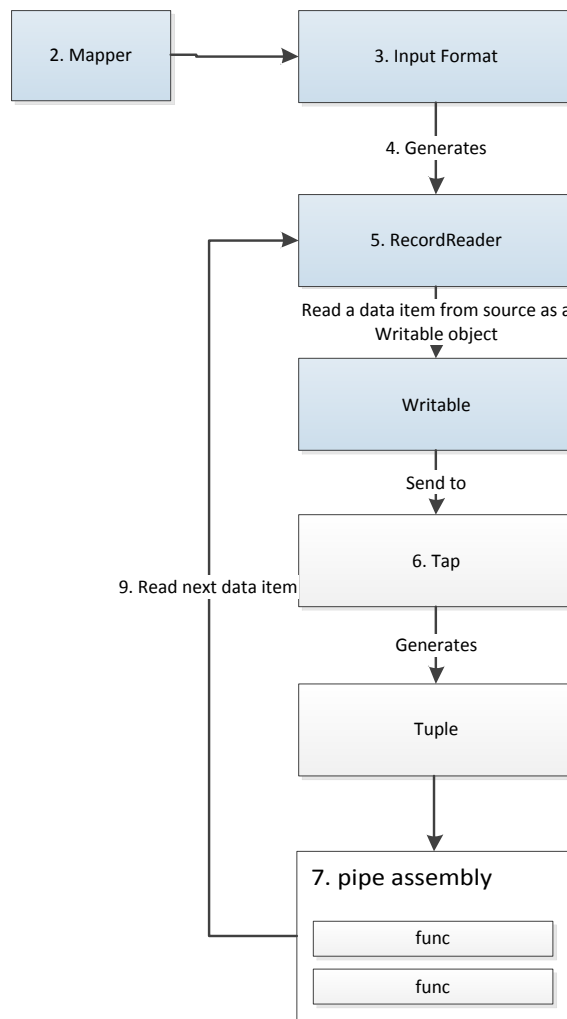 2. Mapper
3. Input Format
4. Generates
5. RecordReader
Read a data item from source as a
Writable object
Writable
Send to
6. Tap
9. Read next data item
Generates
Tuple
7. pipe assembly
func
func